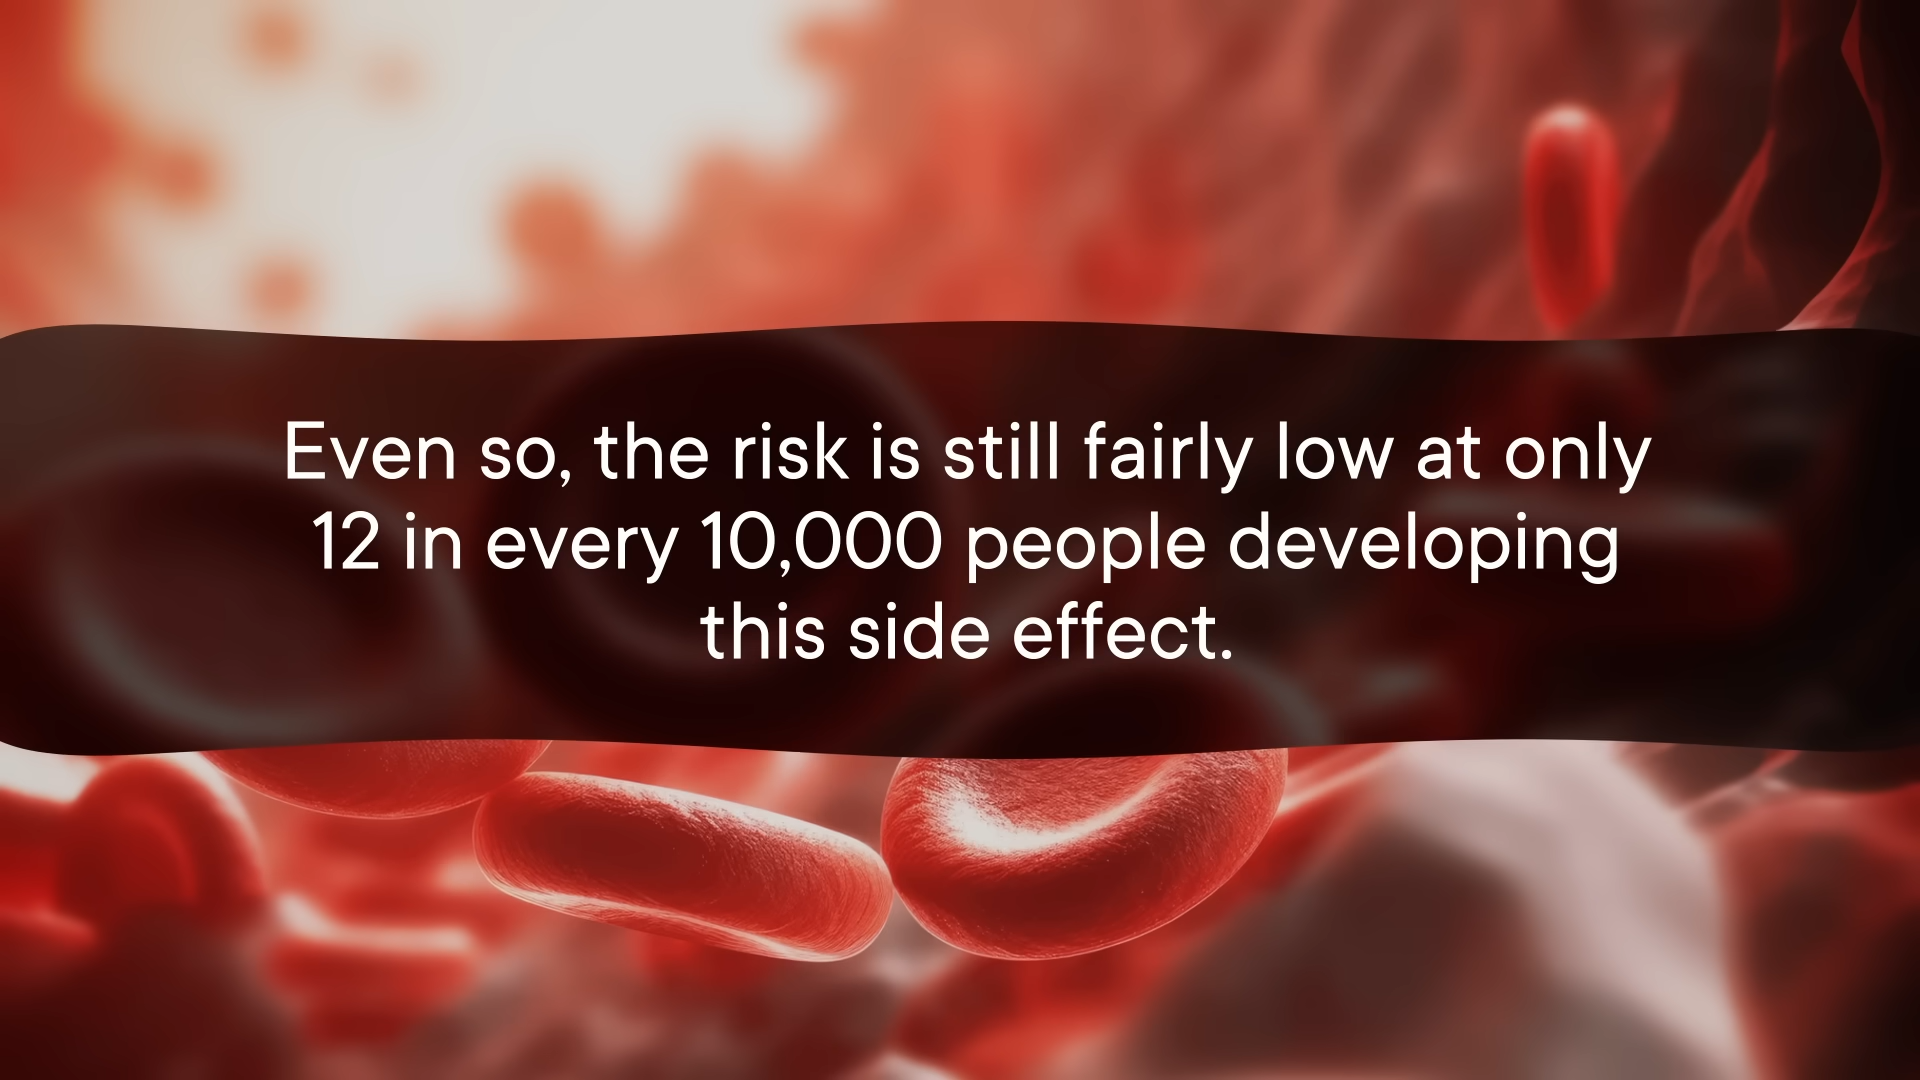 Even so, the risk is still fairly low at only
12 in every 10,000 people developing
this side effect.